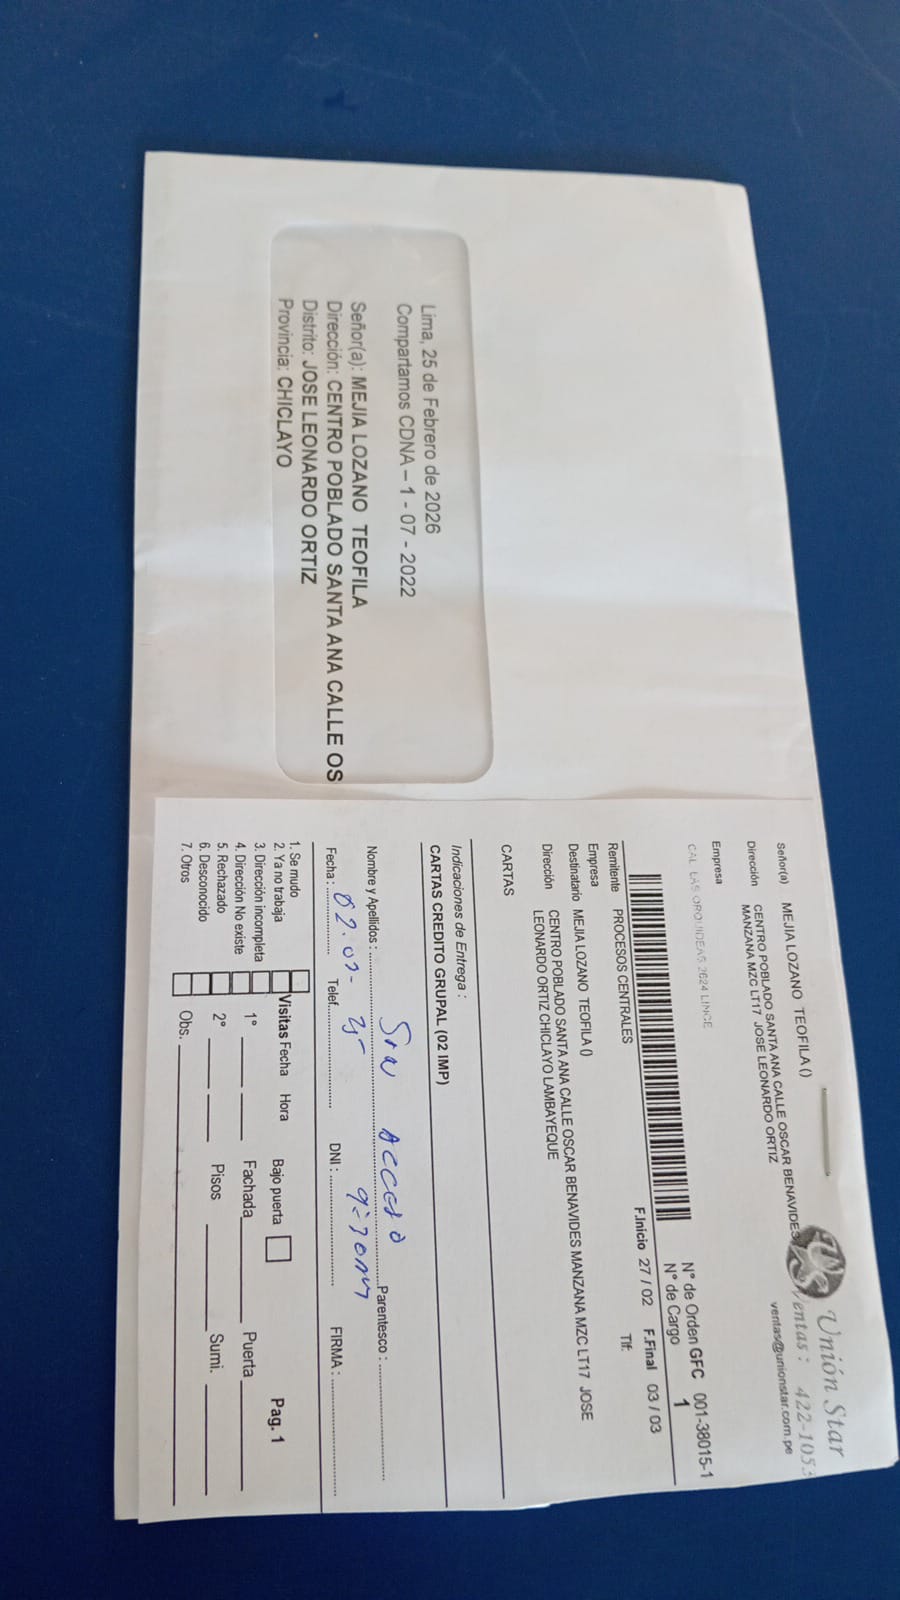 Lima, 25 de Febrero de 2026
Compartamos CDNA – 1 - 07 - 2022
Señor(a): MEJIA LOZANO TEOFILA
Dirección: CENTRO POBLADO SANTA ANA CALLE OS
Distrito: JOSE LEONARDO ORTIZ
Provincia: CHICLAYO
Unión Star
Ventas: 422-1053
ventas@unionstar.com.pe
Señor(a) MEJIA LOZANO TEOFILA ()
Dirección CENTRO POBLADO SANTA ANA CALLE OSCAR BENAVIDES
MANZANA MZC LT17 JOSE LEONARDO ORTIZ
Empresa
CAL LAS ORQUIDEAS 2624 LINCE
N° de Orden GFC 001-38015-1
N° de Cargo 1
F.Inicio 27 / 02 F.Final 03 / 03
Remitente PROCESOS CENTRALES
Tlf:
Empresa
Destinatario MEJIA LOZANO TEOFILA ()
Dirección CENTRO POBLADO SANTA ANA CALLE OSCAR BENAVIDES MANZANA MZC LT17 JOSE
LEONARDO ORTIZ CHICLAYO LAMBAYEQUE
CARTAS
Indicaciones de Entrega :
CARTAS CREDITO GRUPAL (02 IMP)
Sin acceso
Nombre y Apellidos : Parentesco :
Fecha : Telef. DNI : FIRMA :
1. Se mudo
2. Ya no trabaja
3. Dirección incompleta
4. Dirección No existe
5. Rechazado
6. Desconocido
7. Otros
Visitas Fecha Hora Bajo puerta Pag. 1
1° Fachada Puerta
2° Pisos Sumi.
Obs.